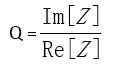 Q = Im[Z] / Re[Z]